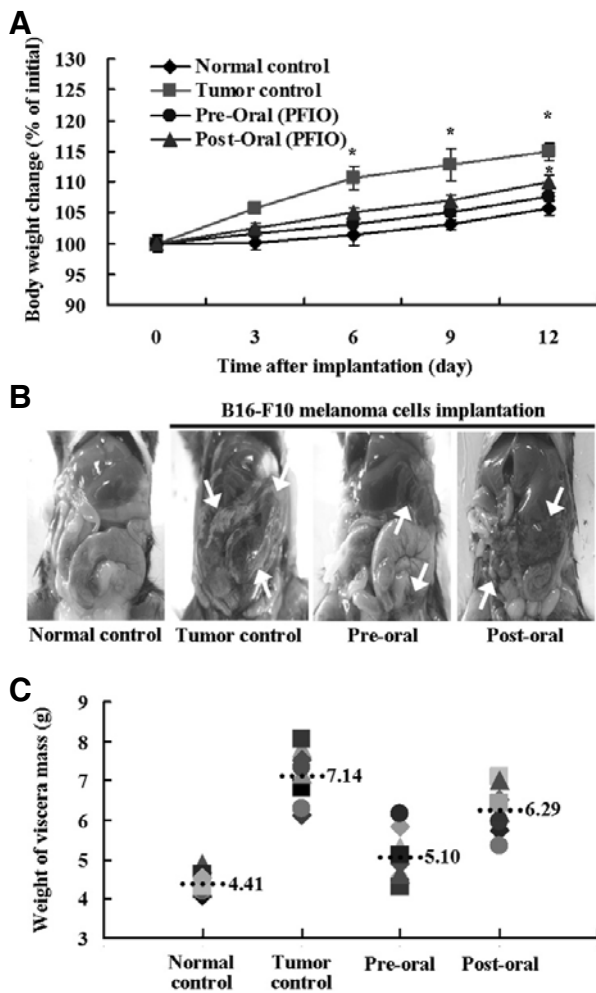 A
Body weight change (% of initial)
130
125
120
115
110
105
100
95
90
Normal control
Tumor control
Pre-Oral (PFIO)
Post-Oral (PFIO)
*
*
*
*
0 3 6 9 12
Time after implantation (day)
B
B16-F10 melanoma cells implantation
Normal control Tumor control Pre-oral Post-oral
C
Weight of viscera mass (g)
9
8
7
6
5
4
3
4.41
7.14
5.10
6.29
Normal control
Tumor control
Pre-oral
Post-oral